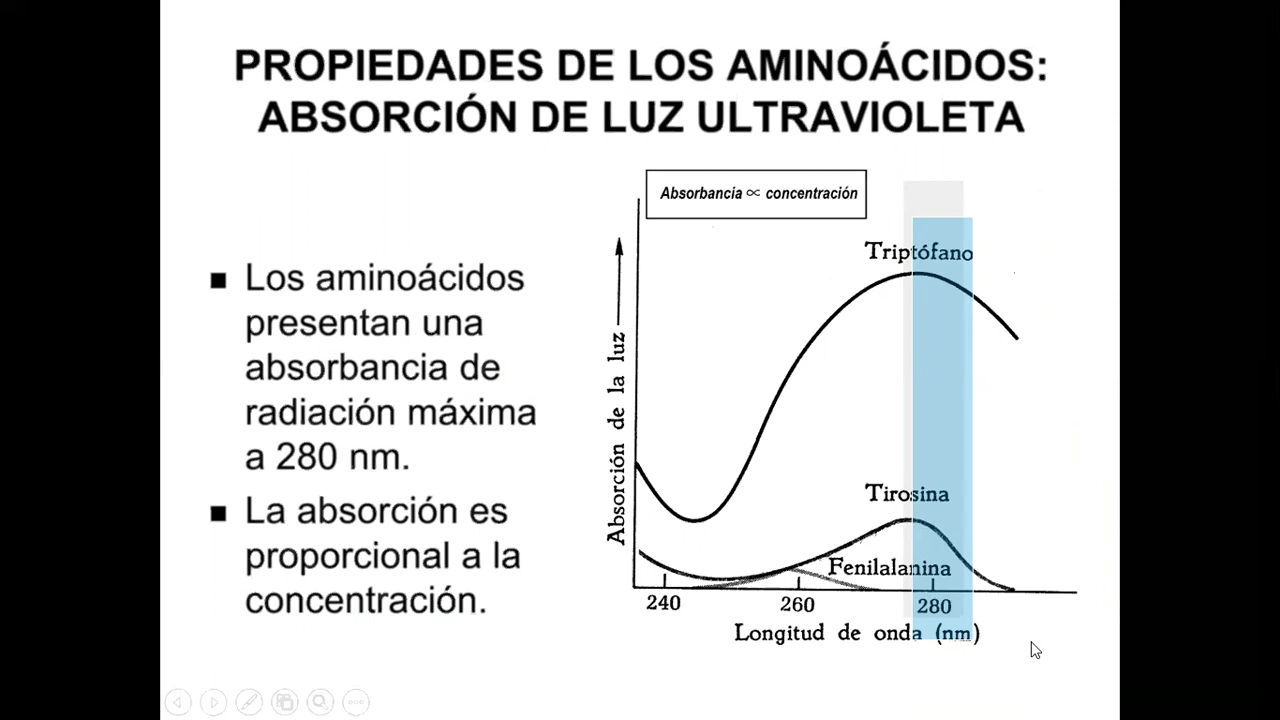 PROPIEDADES DE LOS AMINOÁCIDOS:
ABSORCIÓN DE LUZ ULTRAVIOLETA
■ Los aminoácidos
presentan una
absorbancia de
radiación máxima
a 280 nm.
■ La absorción es
proporcional a la
concentración.
Absorbancia ∝ concentración
Absorción de la luz
Triptófano
Tirosina
Fenilalanina
240 260 280
Longitud de onda (nm)